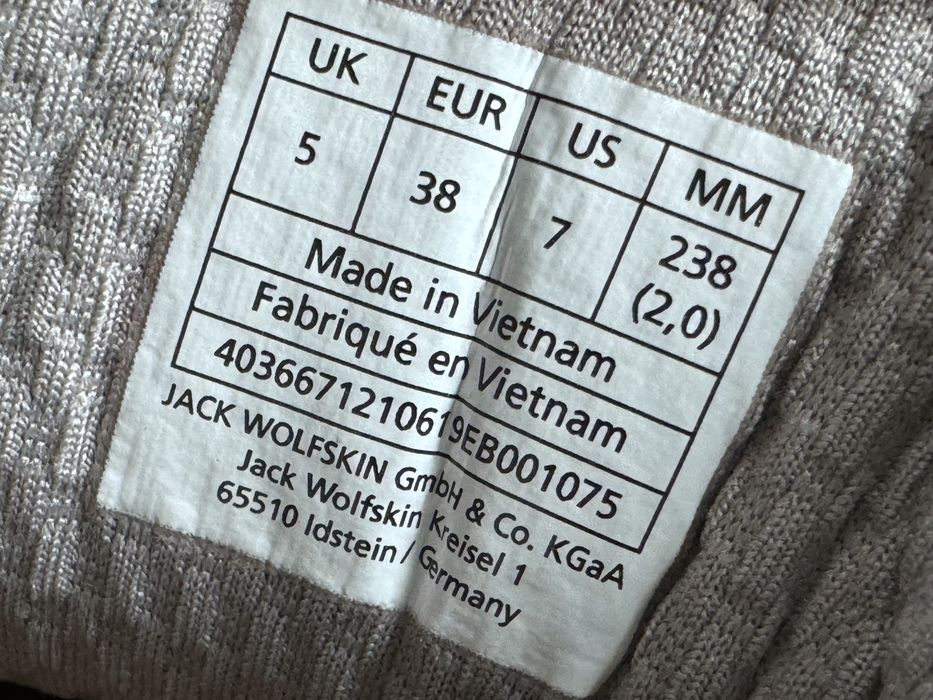 UK EUR US MM
5 38 7 238
(2,0)
Made in Vietnam
Fabriqué en Vietnam
4036671210619EB001075
JACK WOLFSKIN GmbH & Co. KGaA
Jack Wolfskin Kreisel 1
65510 Idstein / Germany